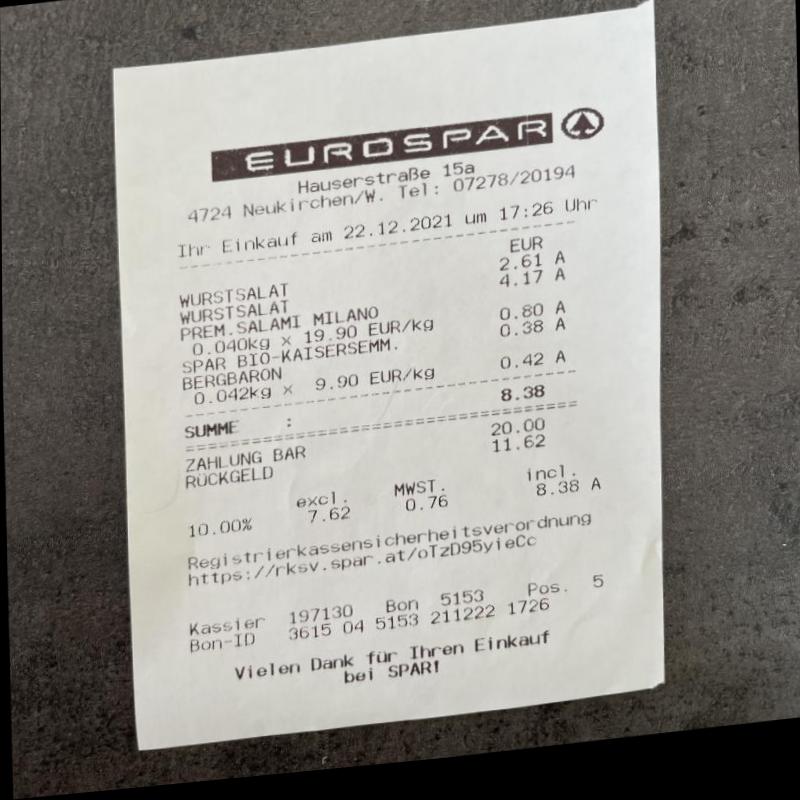 EUROSPAR
Hauserstraße 15a
4724 Neukirchen/W. Tel: 07278/20194
Ihr Einkauf am 22.12.2021 um 17:26 Uhr
EUR
WURSTSALAT 2.61 A
WURSTSALAT 4.17 A
PREM.SALAMI MILANO
0.040kg x 19.90 EUR/kg 0.80 A
SPAR BIO-KAISERSEMM. 0.38 A
BERGBARON
0.042kg x 9.90 EUR/kg 0.42 A
SUMME : 8.38
ZAHLUNG BAR 20.00
RÜCKGELD 11.62
excl. MWST. incl.
10.00% 7.62 0.76 8.38 A
Registrierkassensicherheitsverordnung
https://rksv.spar.at/oTzD95yieCc
Kassier 197130 Bon 5153 Pos. 5
Bon-ID 3615 04 5153 211222 1726
Vielen Dank für Ihren Einkauf
bei SPAR!